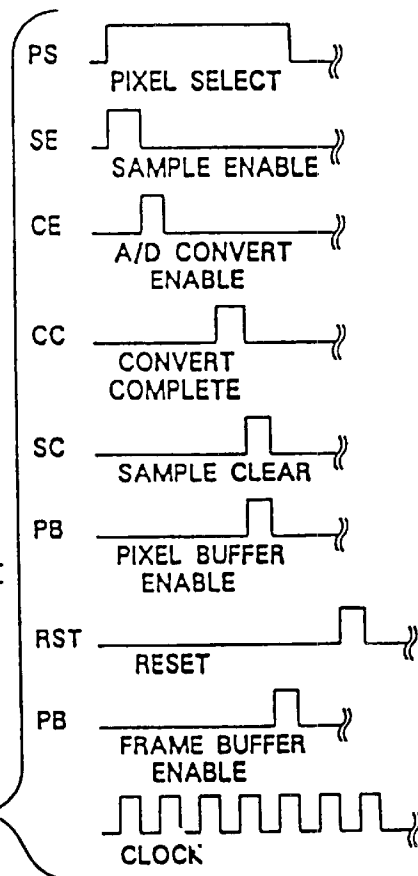 PS
PIXEL SELECT
SE
SAMPLE ENABLE
CE
A/D CONVERT
ENABLE
CC
CONVERT
COMPLETE
SC
SAMPLE CLEAR
PB
PIXEL BUFFER
ENABLE
RST
RESET
PB
FRAME BUFFER
ENABLE
CLOCK